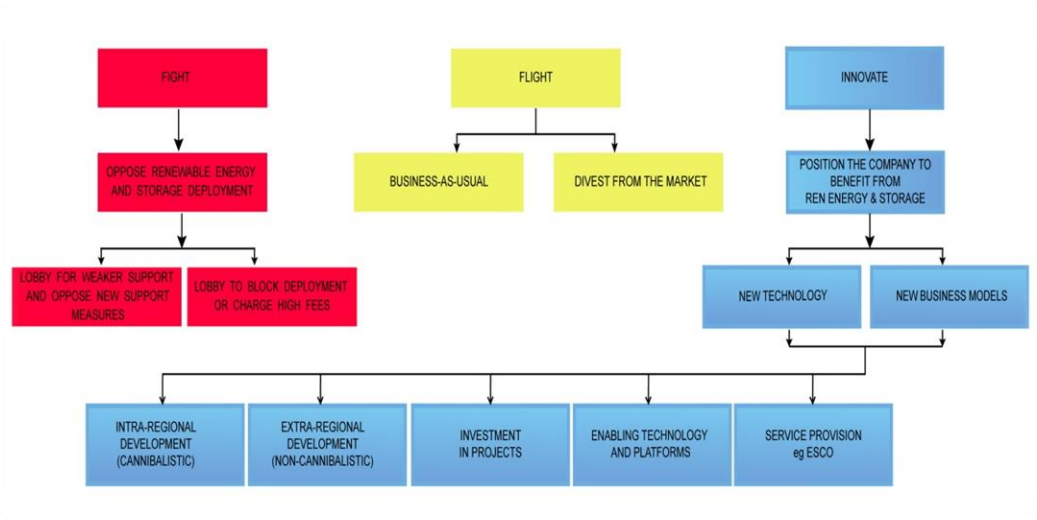 FIGHT
FLIGHT
INNOVATE
OPPOSE RENEWABLE ENERGY
AND STORAGE DEPLOYMENT
BUSINESS-AS-USUAL
DIVEST FROM THE MARKET
POSITION THE COMPANY TO
BENEFIT FROM
REN ENERGY & STORAGE
LOBBY FOR WEAKER SUPPORT
AND OPPOSE NEW SUPPORT
MEASURES
LOBBY TO BLOCK DEPLOYMENT
OR CHARGE HIGH FEES
NEW TECHNOLOGY
NEW BUSINESS MODELS
INTRA-REGIONAL
DEVELOPMENT
(CANNIBALISTIC)
EXTRA-REGIONAL
DEVELOPMENT
(NON-CANNIBALISTIC)
INVESTMENT
IN PROJECTS
ENABLING TECHNOLOGY
AND PLATFORMS
SERVICE PROVISION
eg ESCO